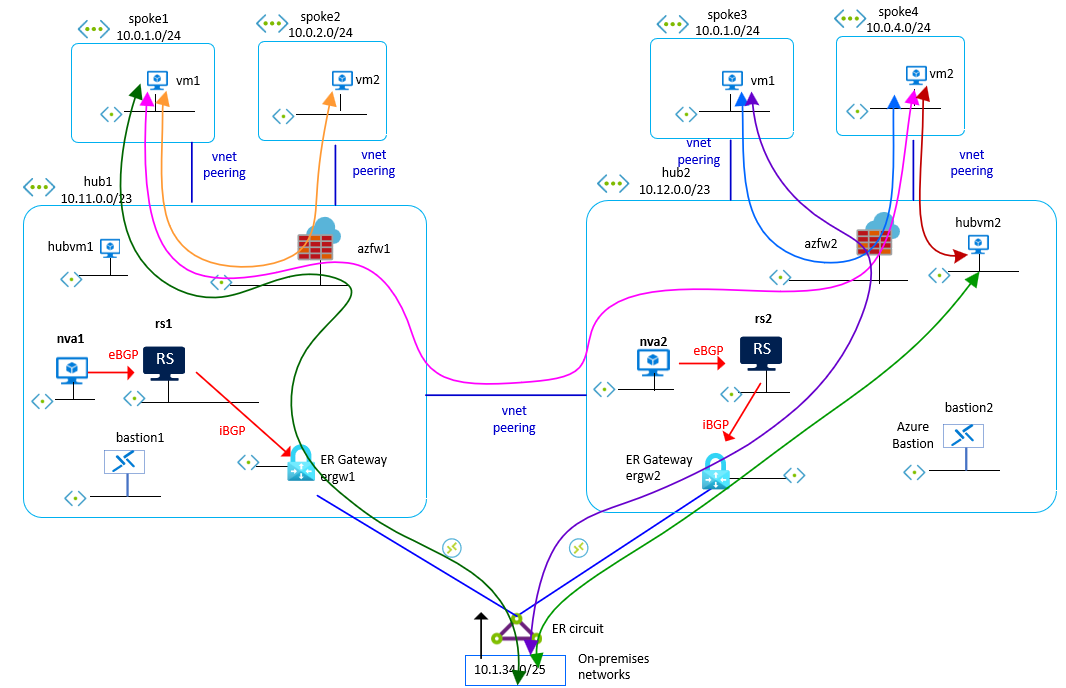 spoke1
10.0.1.0/24
spoke2
10.0.2.0/24
spoke3
10.0.1.0/24
spoke4
10.0.4.0/24
vm1
vm2
vm1
vm2
vnet
peering
vnet
peering
vnet
peering
vnet
peering
hub1
10.11.0.0/23
hub2
10.12.0.0/23
hubvm1
azfw1
azfw2
hubvm2
nva1
eBGP
rs1
RS
iBGP
nva2
eBGP
rs2
RS
iBGP
vnet
peering
bastion1
ER Gateway
ergw1
ER Gateway
ergw2
Azure
Bastion
bastion2
ER circuit
10.1.34.0/25
On-premises
networks